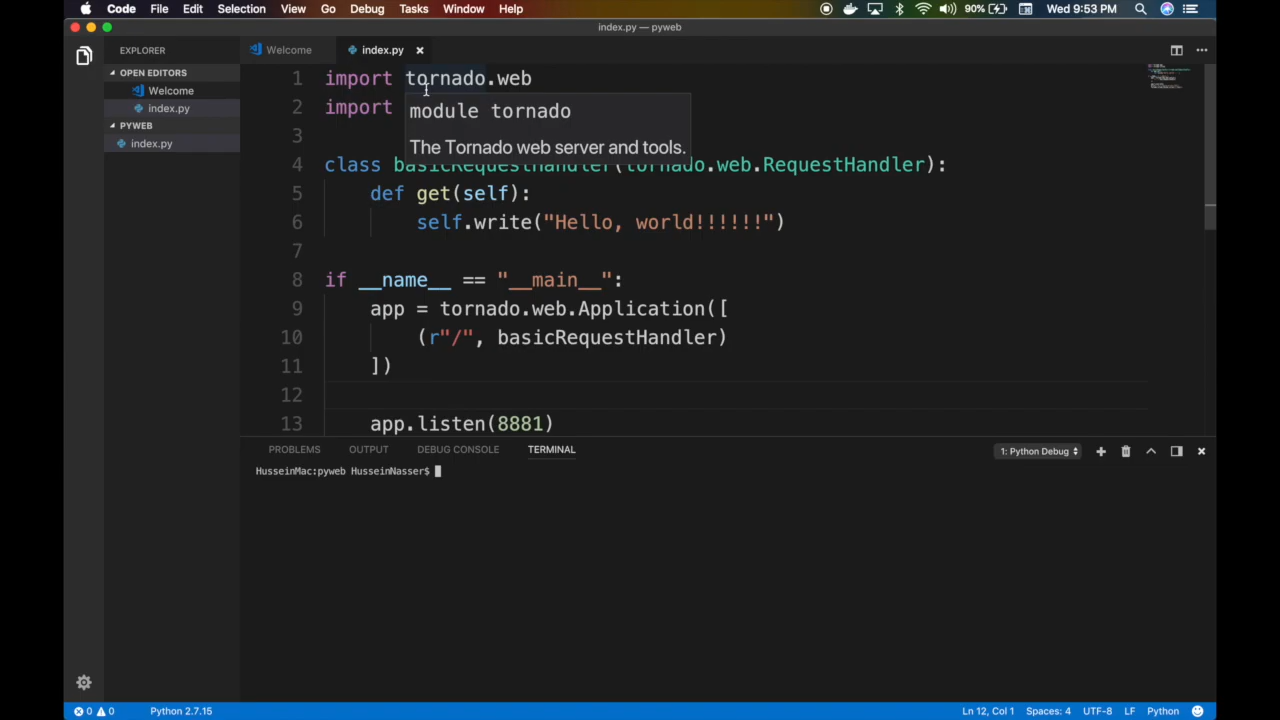 Code File Edit Selection View Go Debug Tasks Window Help 90% Wed 9:53 PM
index.py — pyweb
EXPLORER Welcome index.py
OPEN EDITORS
Welcome
index.py
PYWEB
index.py
1 import tornado.web
2 import
module tornado
The Tornado web server and tools.
3
4 class basicRequestHandler(tornado.web.RequestHandler):
5 def get(self):
6 self.write("Hello, world!!!!!!")
7
8 if __name__ == "__main__":
9 app = tornado.web.Application([
10 (r"/", basicRequestHandler)
11 ])
12
13 app.listen(8881)
PROBLEMS OUTPUT DEBUG CONSOLE TERMINAL 1: Python Debug
HusseinMac:pyweb HusseinNasser$
0 0 Python 2.7.15 Ln 12, Col 1 Spaces: 4 UTF-8 LF Python